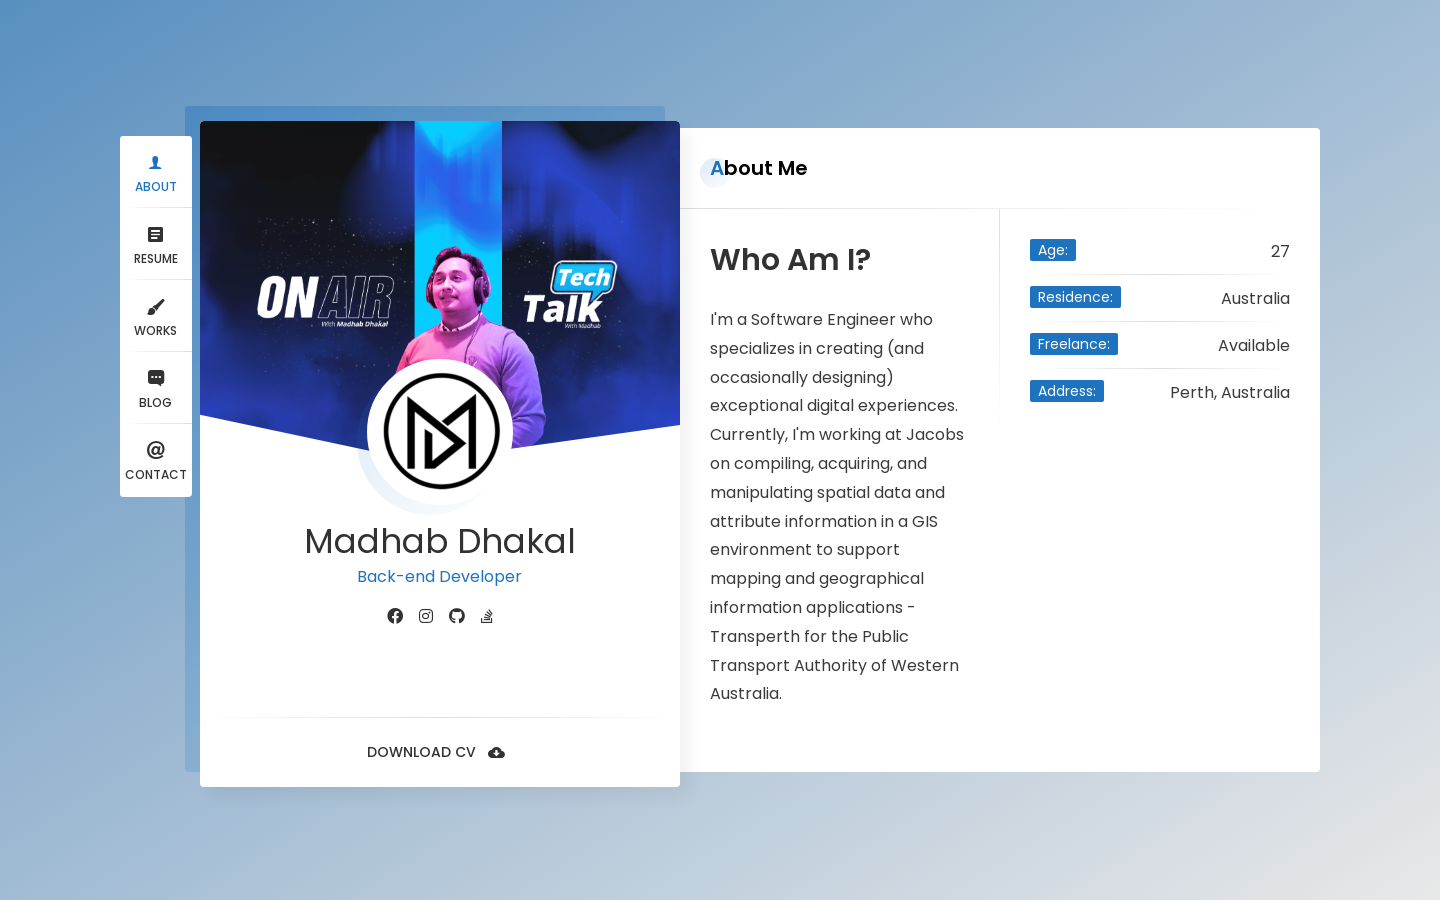 ABOUT
RESUME
WORKS
BLOG
CONTACT
ON AIR
With Madhab Dhakal
Tech
Talk
With Madhab
Madhab Dhakal
Back-end Developer
DOWNLOAD CV
About Me
Who Am I?
I'm a Software Engineer who
specializes in creating (and
occasionally designing)
exceptional digital experiences.
Currently, I'm working at Jacobs
on compiling, acquiring, and
manipulating spatial data and
attribute information in a GIS
environment to support
mapping and geographical
information applications -
Transperth for the Public
Transport Authority of Western
Australia.
Age: 27
Residence: Australia
Freelance: Available
Address: Perth, Australia